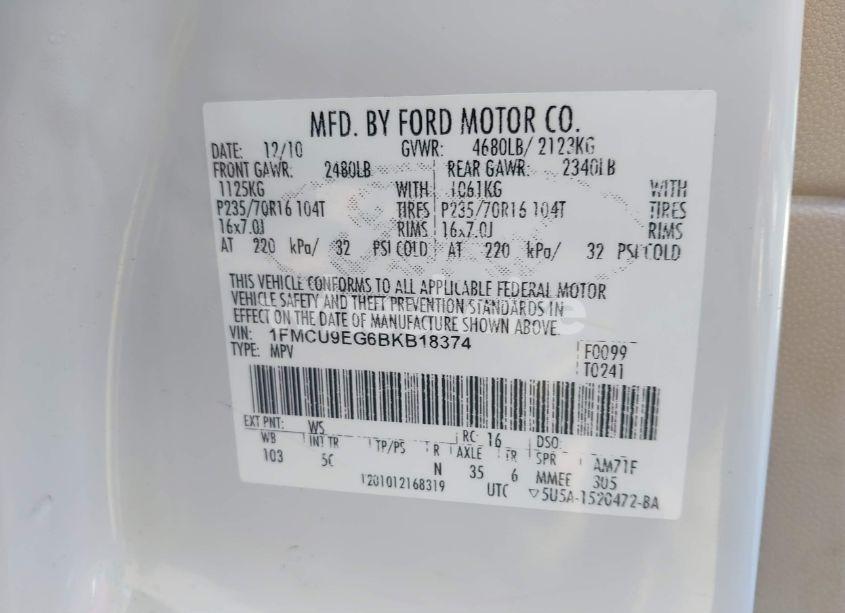 MFD. BY FORD MOTOR CO.
DATE: 12/10 GVWR: 4680LB/ 2123KG
FRONT GAWR: 2480LB REAR GAWR: 2340LB
1125KG WITH 1061KG WITH
P235/70R16 104T TIRES P235/70R16 104T TIRES
16x7.0J RIMS 16x7.0J RIMS
AT 220 kPa/ 32 PSI COLD AT 220 kPa/ 32 PSI COLD
THIS VEHICLE CONFORMS TO ALL APPLICABLE FEDERAL MOTOR
VEHICLE SAFETY AND THEFT PREVENTION STANDARDS IN
EFFECT ON THE DATE OF MANUFACTURE SHOWN ABOVE.
VIN: 1FMCU9EG6BKB18374
TYPE: MPV F0099
T0241
EXT PNT: WS RC: 16 DSO:
WB INT TR TP/PS R AXLE TR SPR AM71F
103 5C N 35 6 MMEE 305
1201012168319 UTC ▽5U5A-1520472-BA